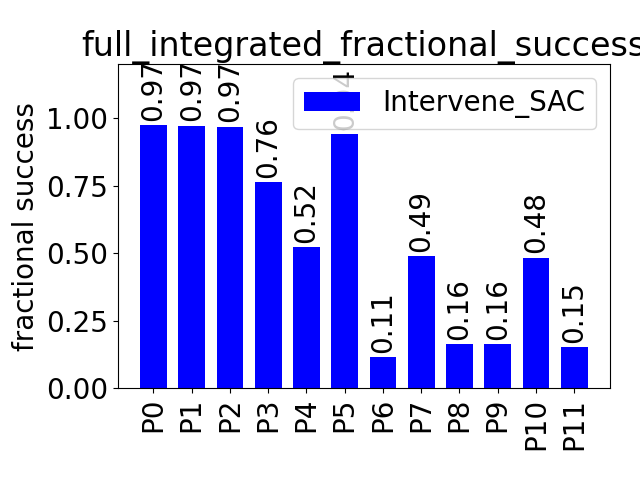 full_integrated_fractional_success
Intervene_SAC
fractional success
1.00
0.75
0.50
0.25
0.00
0.97
0.97
0.97
0.76
0.52
0.11
0.49
0.16
0.16
0.48
0.15
P0
P1
P2
P3
P4
P5
P6
P7
P8
P9
P10
P11